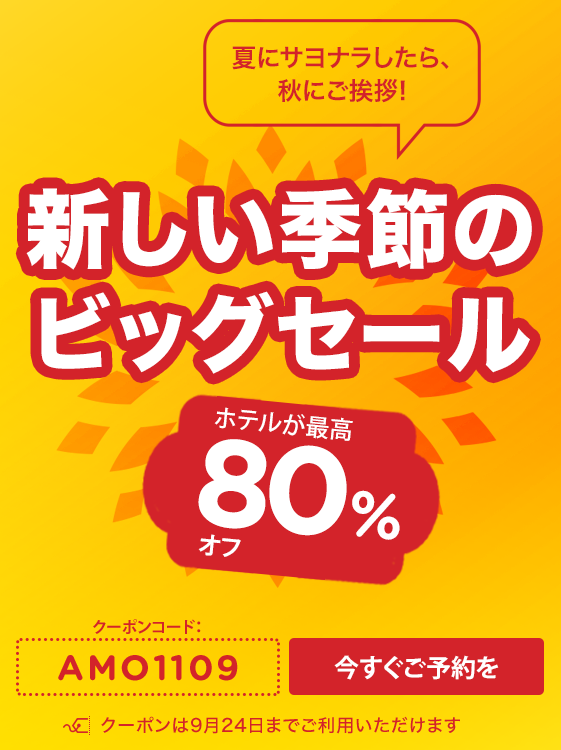 夏にサヨナラしたら、
秋にご挨拶!
新しい季節の
ビッグセール
ホテルが最高
80%
オフ
クーポンコード:
AMO1109
今すぐご予約を
クーポンは9月24日までご利用いただけます